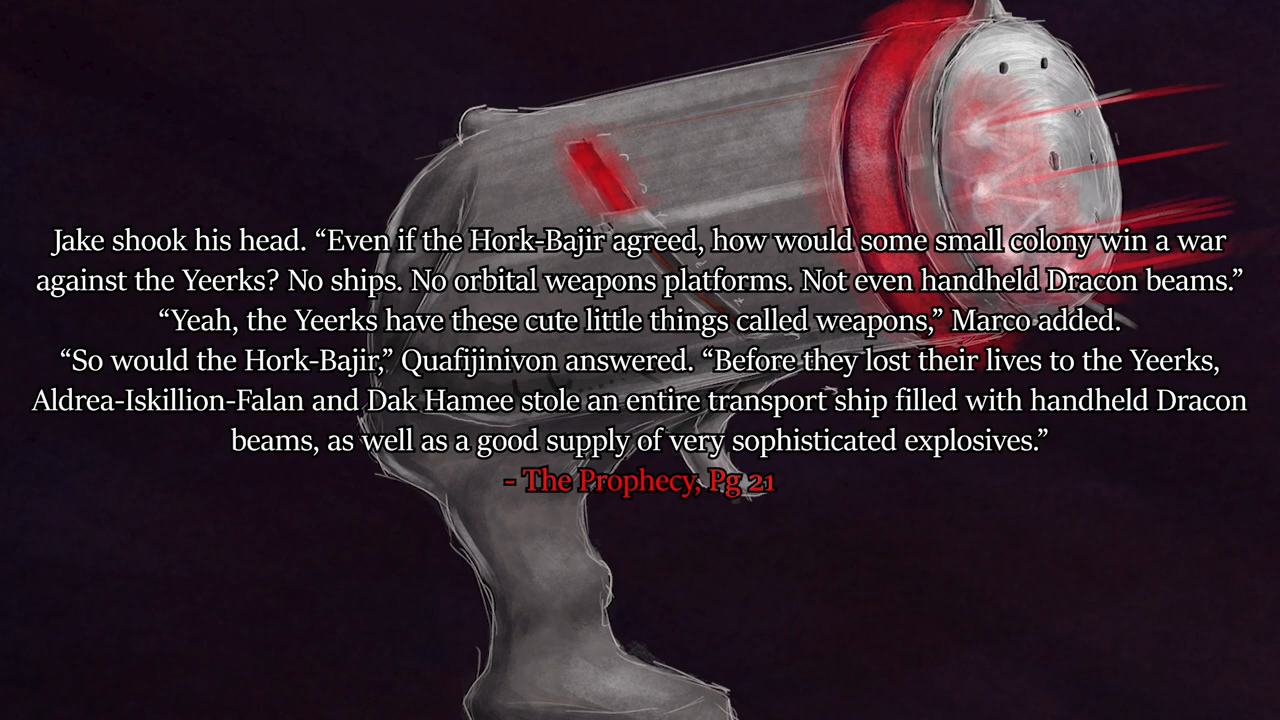 Jake shook his head. “Even if the Hork-Bajir agreed, how would some small colony win a war
against the Yeerks? No ships. No orbital weapons platforms. Not even handheld Dracon beams.”
“Yeah, the Yeerks have these cute little things called weapons,” Marco added.
“So would the Hork-Bajir,” Quafijinivon answered. “Before they lost their lives to the Yeerks,
Aldrea-Iskillion-Falan and Dak Hamee stole an entire transport ship filled with handheld Dracon
beams, as well as a good supply of very sophisticated explosives.”
- The Prophecy, Pg 21